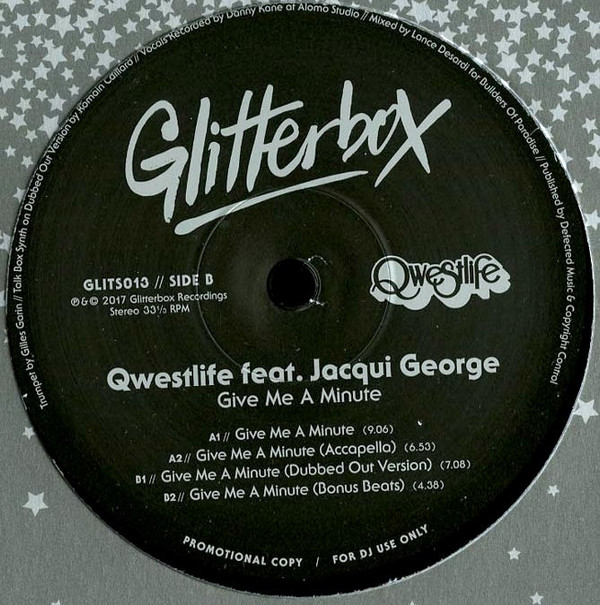 Trumpet by Gilles Garin // Talk Box Synth on Dubbed Out Version by Romain Caillard // Vocals Recorded by Danny Kane at Alomo Studio // Mixed by Lance Desardi for Builders Of Paradise // Published by Defected Music & Copyright Control
Glitterbox
GLITS013 // SIDE B
℗ & © 2017 Glitterbox Recordings
Stereo 33⅓ RPM
Qwestlife
Qwestlife feat. Jacqui George
Give Me A Minute
A1 // Give Me A Minute (9.06)
A2 // Give Me A Minute (Accapella) (6.53)
B1 // Give Me A Minute (Dubbed Out Version) (7.08)
B2 // Give Me A Minute (Bonus Beats) (4.38)
PROMOTIONAL COPY / FOR DJ USE ONLY